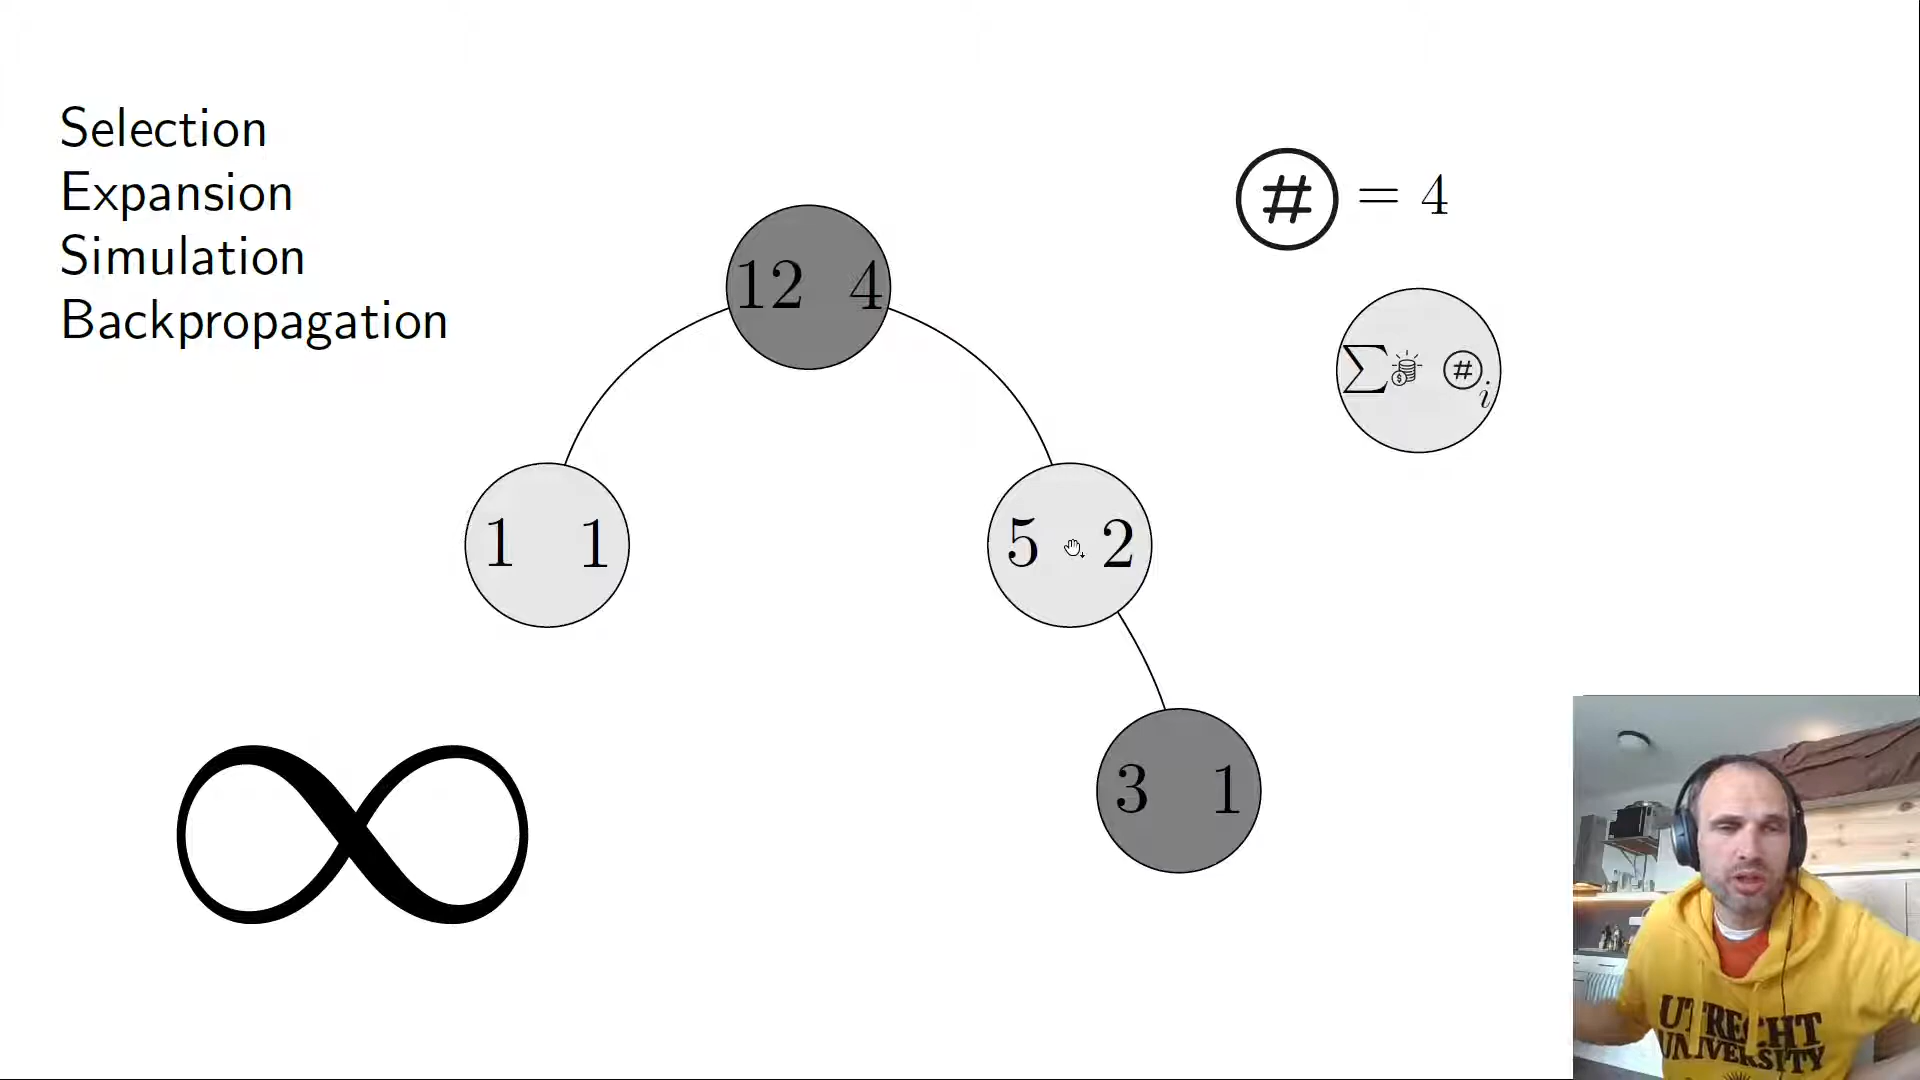 Selection
Expansion
Simulation
Backpropagation
# = 4
12 4
∑ # i
1 1
5 2
3 1
∞
UTRECHT
UNIVERSITY